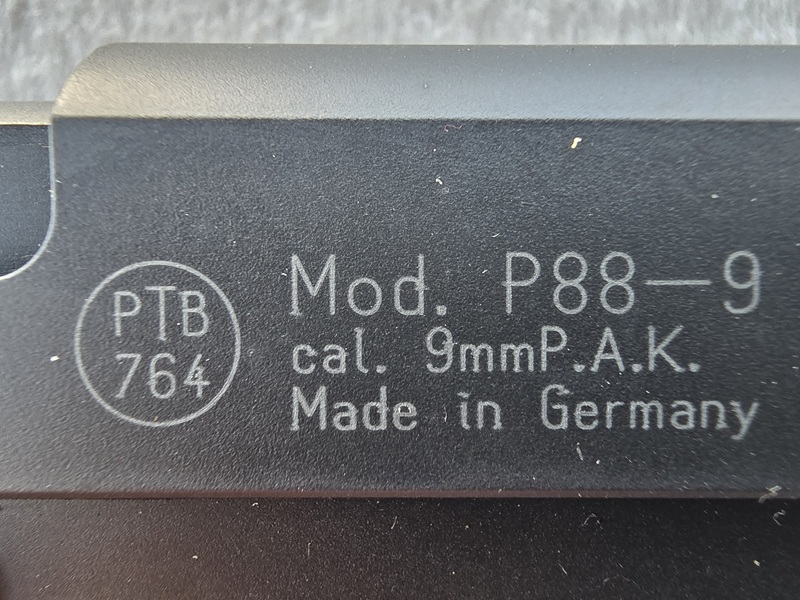 PTB
764
Mod. P88-9
cal. 9mmP.A.K.
Made in Germany